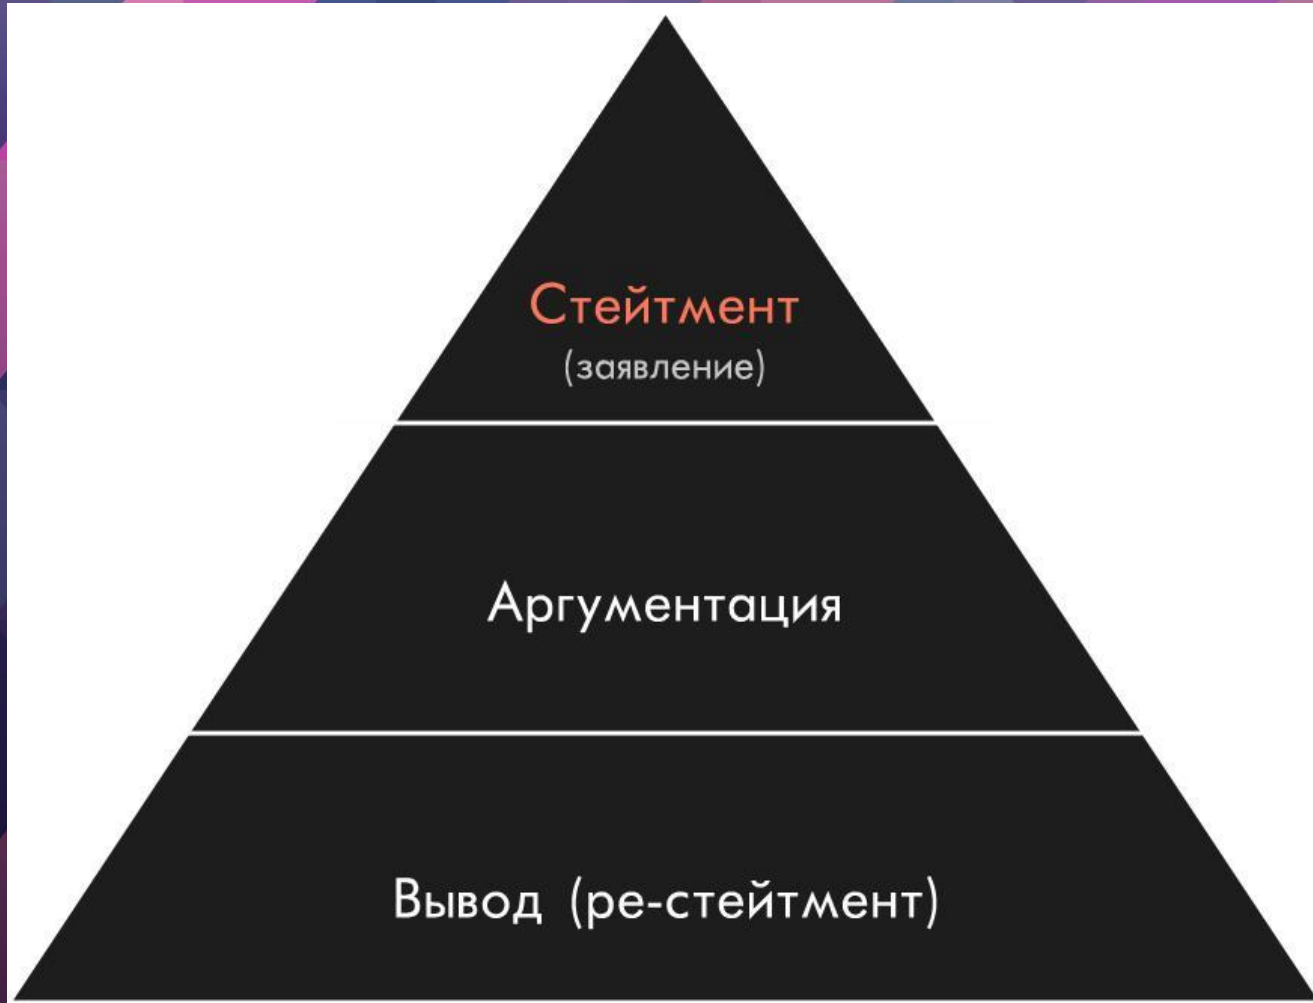 Стейтмент
(заявление)
Аргументация
Вывод (ре-стейтмент)